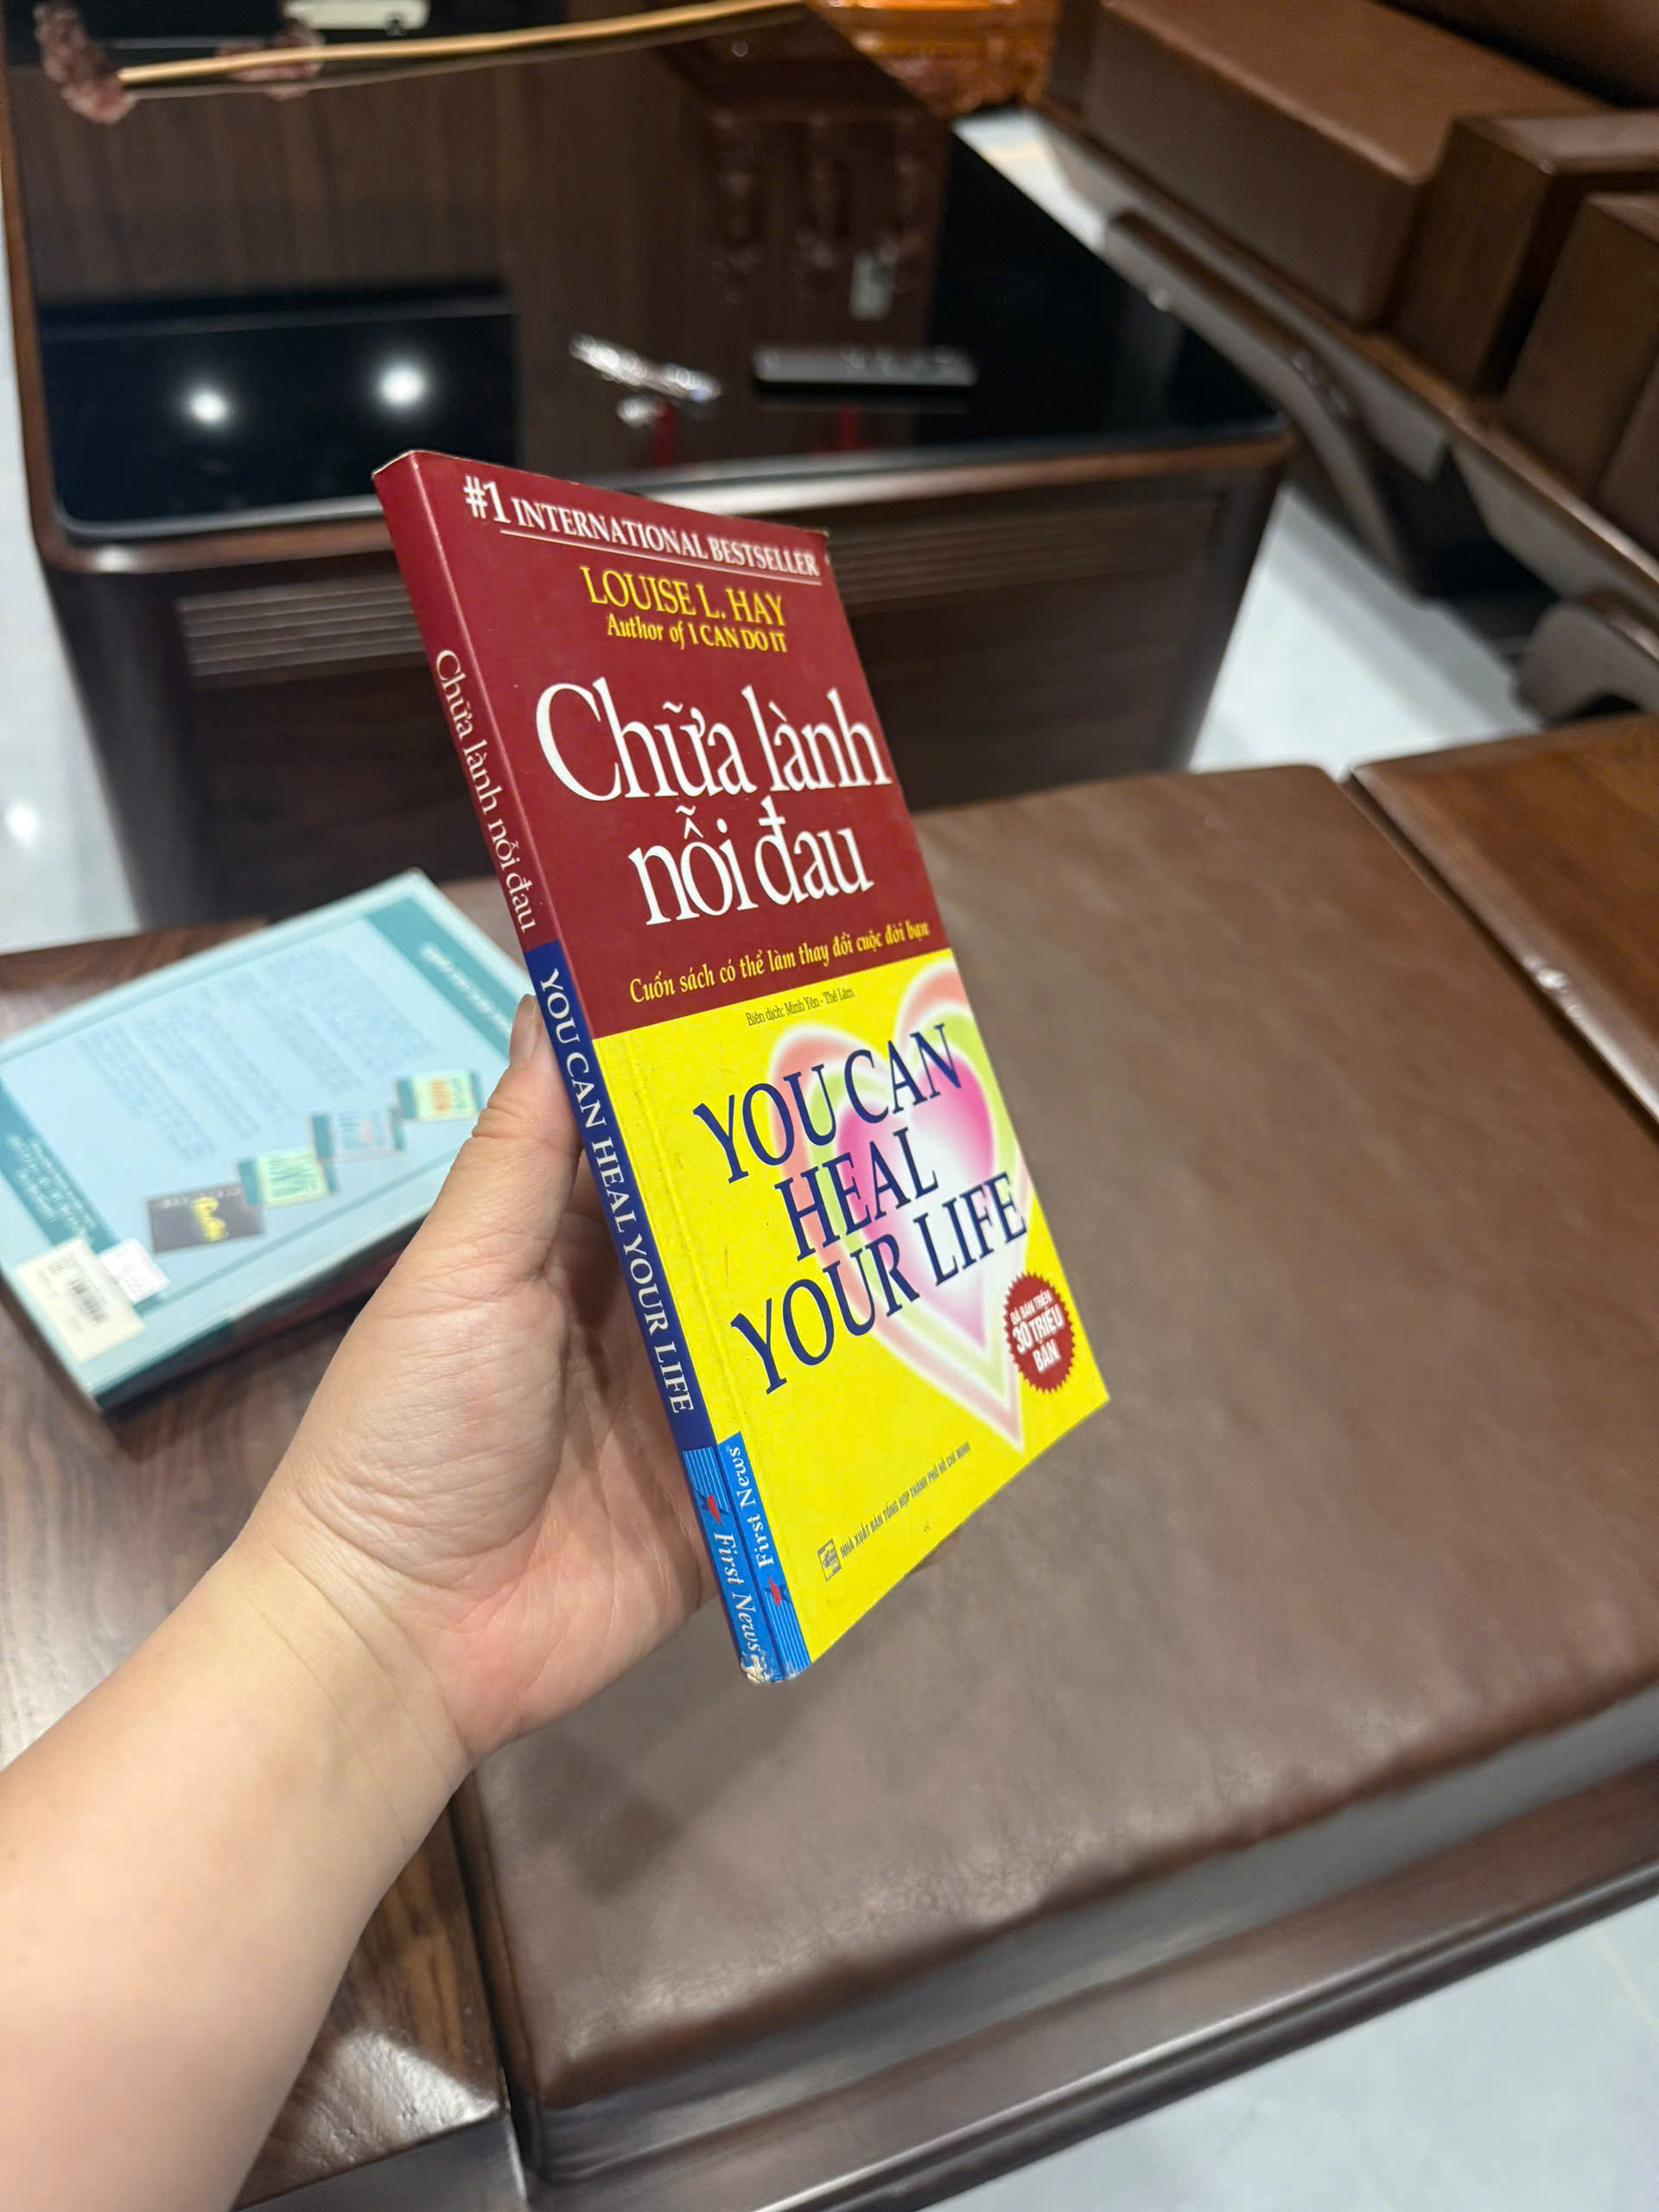 #1 INTERNATIONAL BESTSELLER
LOUISE L. HAY
Author of I CAN DO IT
Chữa lành
nỗi đau
Cuốn sách có thể làm thay đổi cuộc đời bạn
Biên dịch: Minh Yên - Thế Lâm
YOU CAN
HEAL
YOUR LIFE
ĐÃ BÁN TRÊN
30 TRIỆU
BẢN
NHÀ XUẤT BẢN TỔNG HỢP THÀNH PHỐ HỒ CHÍ MINH
First News
Chữa lành nỗi đau
YOU CAN HEAL YOUR LIFE
First News